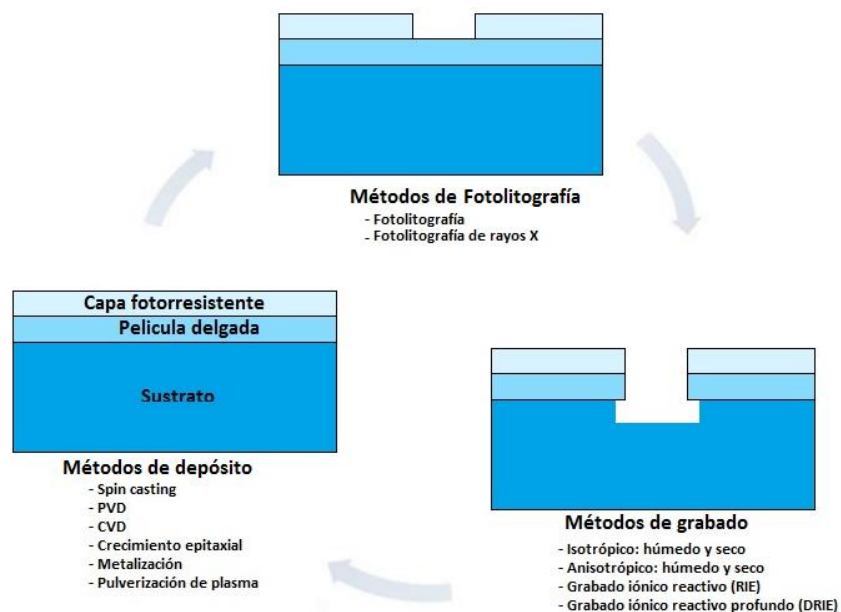 Métodos de Fotolitografía
- Fotolitografía
- Fotolitografía de rayos X
Capa fotorresistente
Pelicula delgada
Sustrato
Métodos de depósito
- Spin casting
- PVD
- CVD
- Crecimiento epitaxial
- Metalización
- Pulverización de plasma
Métodos de grabado
- Isotrópico: húmedo y seco
- Anisotrópico: húmedo y seco
- Grabado iónico reactivo (RIE)
- Grabado iónico reactivo profundo (DRIE)